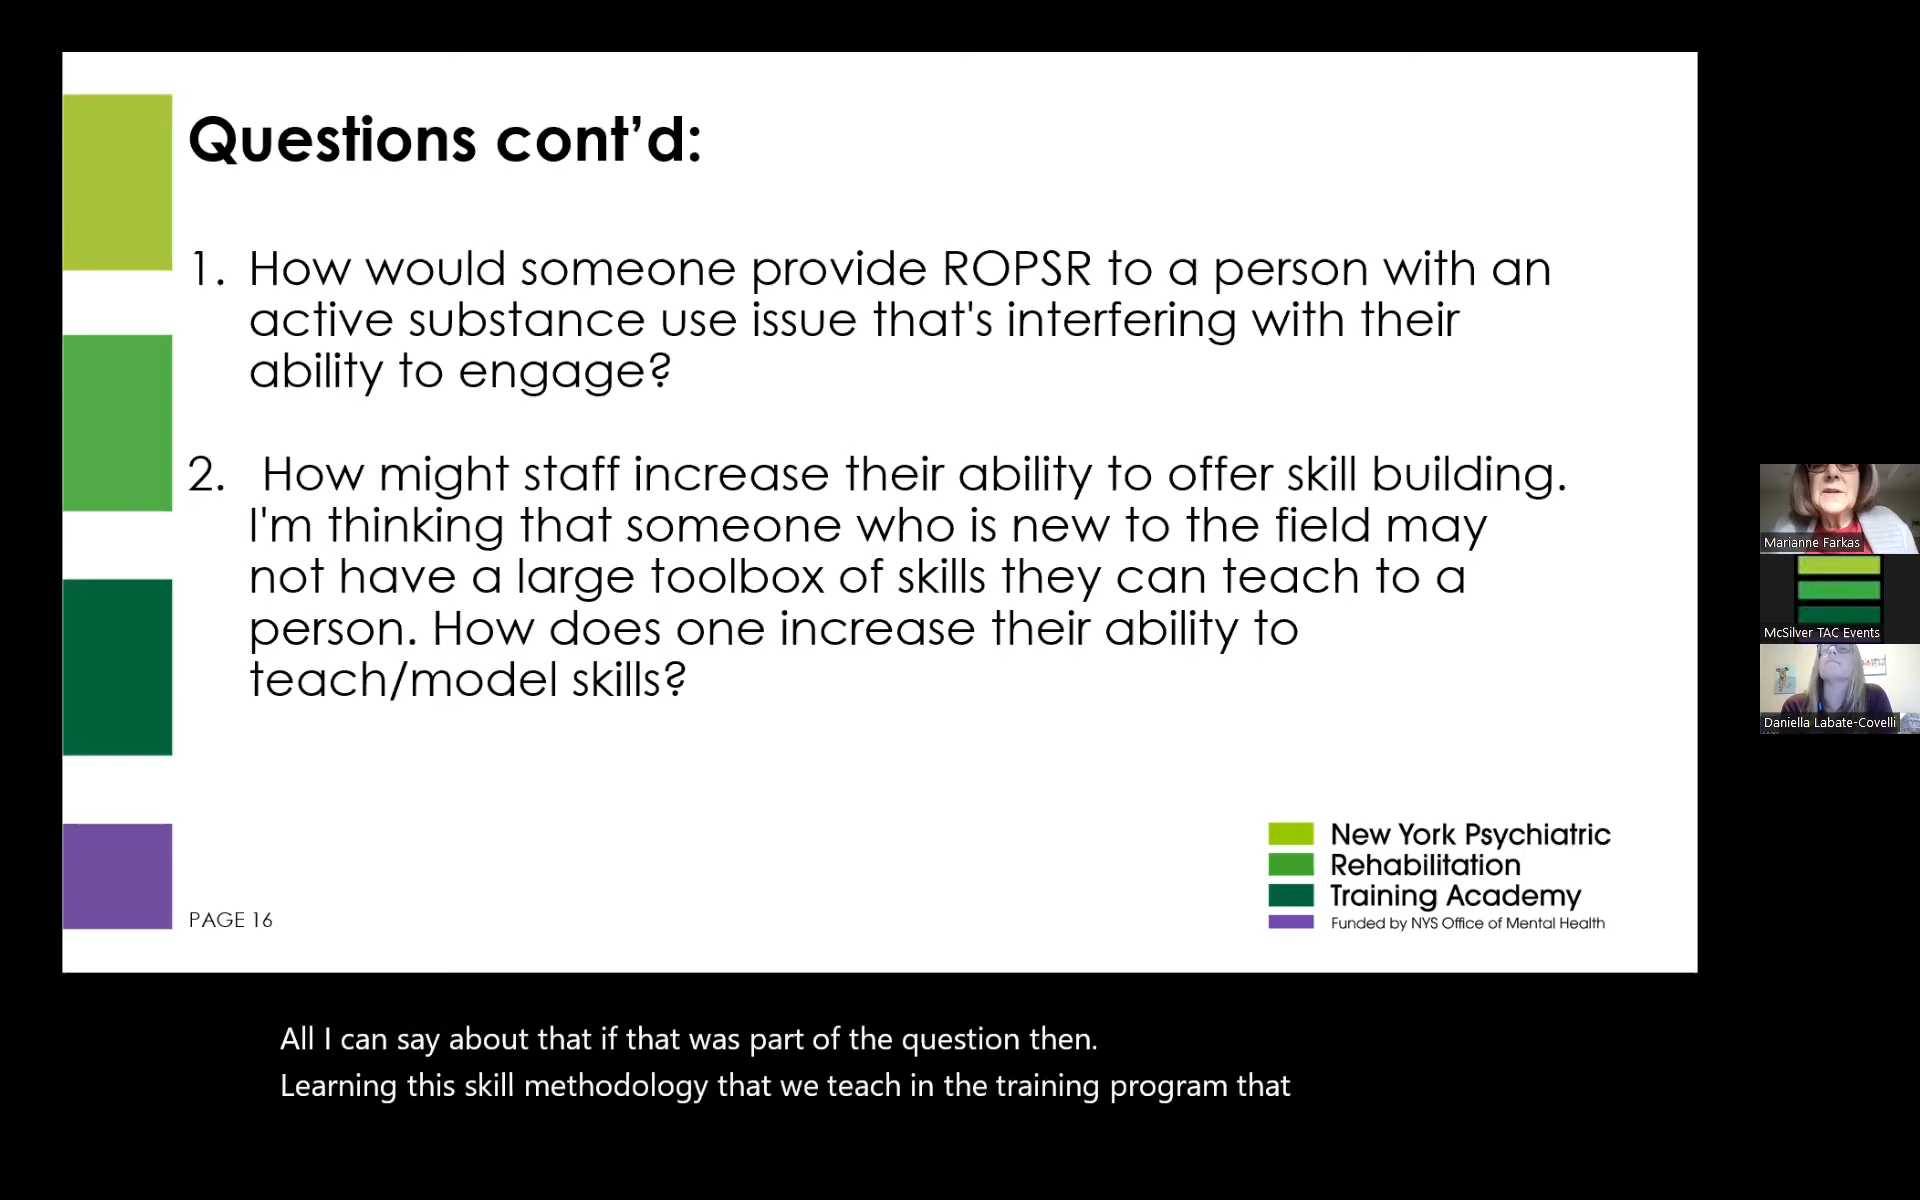 Questions cont’d:
1. How would someone provide ROPSR to a person with an
active substance use issue that's interfering with their
ability to engage?
2. How might staff increase their ability to offer skill building.
I'm thinking that someone who is new to the field may
not have a large toolbox of skills they can teach to a
person. How does one increase their ability to
teach/model skills?
New York Psychiatric
Rehabilitation
Training Academy
Funded by NYS Office of Mental Health
PAGE 16
Marianne Farkas
McSilver TAC Events
Daniella Labate-Covelli
All I can say about that if that was part of the question then.
Learning this skill methodology that we teach in the training program that